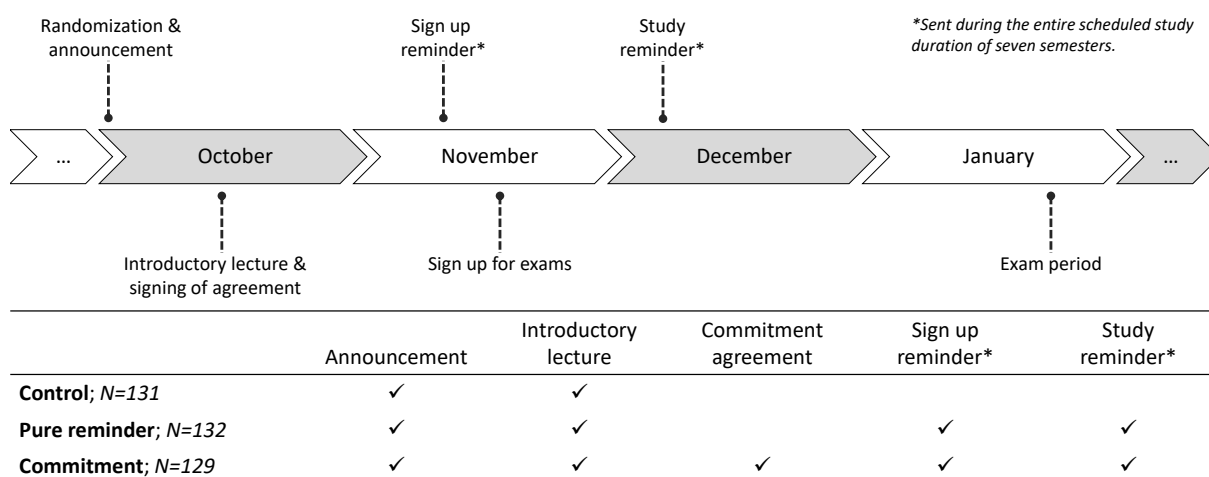 Randomization &
announcement
Sign up
reminder*
Study
reminder*
*Sent during the entire scheduled study
duration of seven semesters.
...
October
November
December
January
...
Introductory lecture &
signing of agreement
Sign up for exams
Exam period
Announcement
Introductory
lecture
Commitment
agreement
Sign up
reminder*
Study
reminder*
Control; N=131 ✓ ✓
Pure reminder; N=132 ✓ ✓ ✓ ✓
Commitment; N=129 ✓ ✓ ✓ ✓ ✓